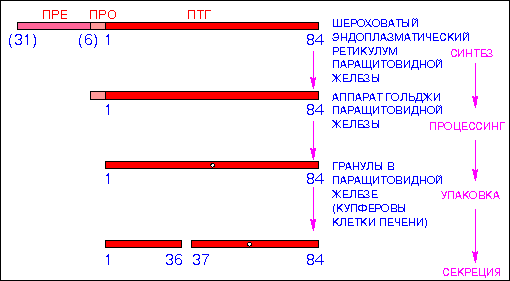 ПРЕ ПРО ПТГ
(31) (6) 1 84
ШЕРОХОВАТЫЙ
ЭНДОПЛАЗМАТИЧЕСКИЙ
РЕТИКУЛУМ
ПАРАЩИТОВИДНОЙ
ЖЕЛЕЗЫ
СИНТЕЗ
1 84
АППАРАТ ГОЛЬДЖИ
ПАРАЩИТОВИДНОЙ
ЖЕЛЕЗЫ
ПРОЦЕССИНГ
1 84
ГРАНУЛЫ В
ПАРАЩИТОВИДНОЙ
ЖЕЛЕЗЕ
(КУПФЕРОВЫ
КЛЕТКИ ПЕЧЕНИ)
УПАКОВКА
1 36 37 84
СЕКРЕЦИЯ